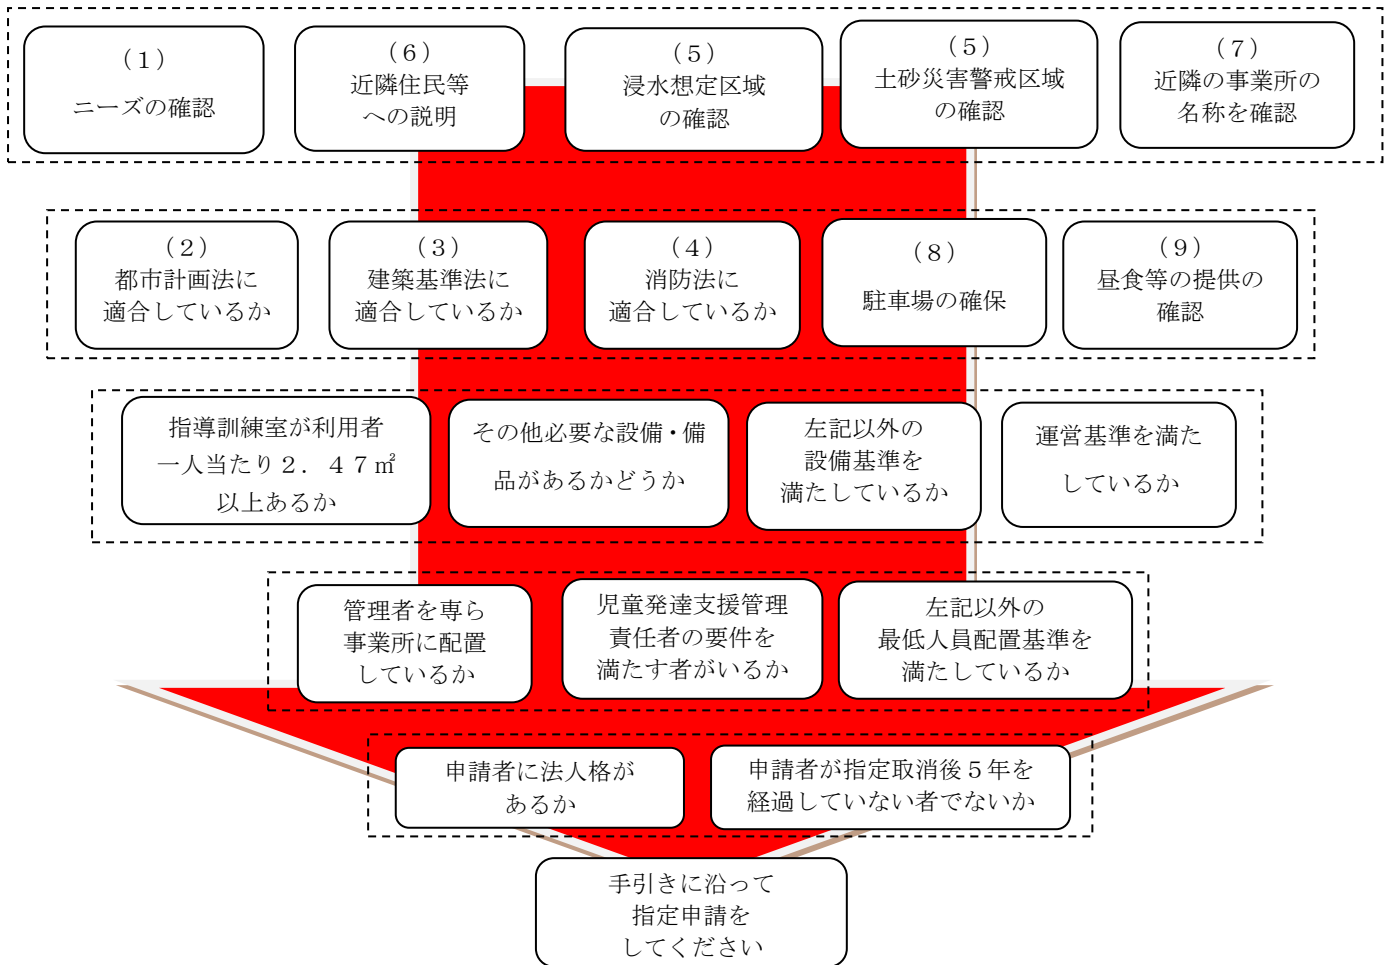 （１）
ニーズの確認
（６）
近隣住民等
への説明
（５）
浸水想定区域
の確認
（５）
土砂災害警戒区域
の確認
（７）
近隣の事業所の
名称を確認
（２）
都市計画法に
適合しているか
（３）
建築基準法に
適合しているか
（４）
消防法に
適合しているか
（８）
駐車場の確保
（９）
昼食等の提供の
確認
指導訓練室が利用者
一人当たり２．４７㎡
以上あるか
その他必要な設備・備
品があるかどうか
左記以外の
設備基準を
満たしているか
運営基準を満た
しているか
管理者を専ら
事業所に配置
しているか
児童発達支援管理
責任者の要件を
満たす者がいるか
左記以外の
最低人員配置基準を
満たしているか
申請者に法人格が
あるか
申請者が指定取消後５年を
経過していない者でないか
手引きに沿って
指定申請を
してください